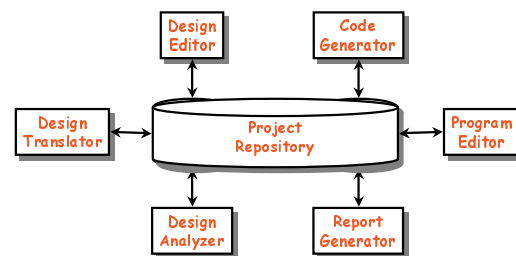 Design
Editor
Code
Generator
Design
Translator
Project
Repository
Program
Editor
Design
Analyzer
Report
Generator